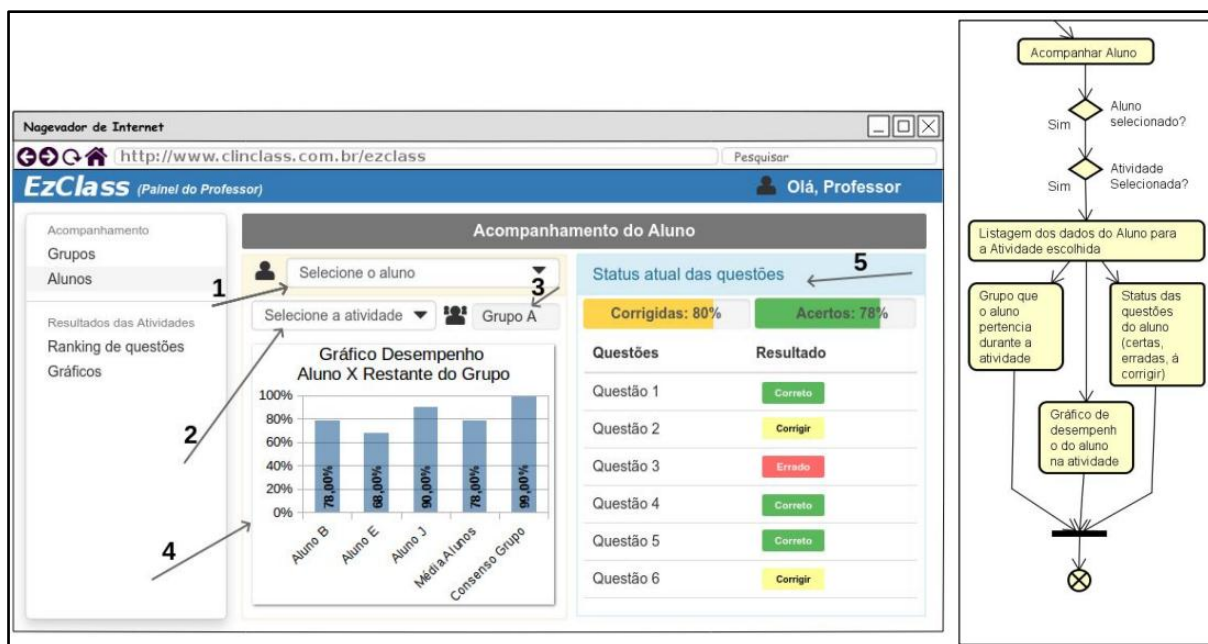 Nagevador de Internet
http://www.clinclass.com.br/ezclass
Pesquisar
EzClass (Painel do Professor)
Olá, Professor
Acompanhamento
Grupos
Alunos
Resultados das Atividades
Ranking de questões
Gráficos
Acompanhamento do Aluno
1
Selecione o aluno
3
2
Selecione a atividade
Grupo A
4
Gráfico Desempenho
Aluno X Restante do Grupo
100%
80%
60%
40%
20%
0%
78,00%
68,00%
90,00%
78,00%
99,00%
Aluno B
Aluno E
Aluno J
Média Alunos
Consenso Grupo
Status atual das questões
5
Corrigidas: 80%
Acertos: 78%
Questões Resultado
Questão 1 Correto
Questão 2 Corrigir
Questão 3 Errado
Questão 4 Correto
Questão 5 Correto
Questão 6 Corrigir
Acompanhar Aluno
Aluno
selecionado?
Sim
Atividade
Selecionada?
Sim
Listagem dos dados do Aluno para
a Atividade escolhida
Grupo que
o aluno
pertencia
durante a
atividade
Status das
questões
do aluno
(certas,
erradas, á
corrigir)
Gráfico de
desempenh
o do aluno
na atividade